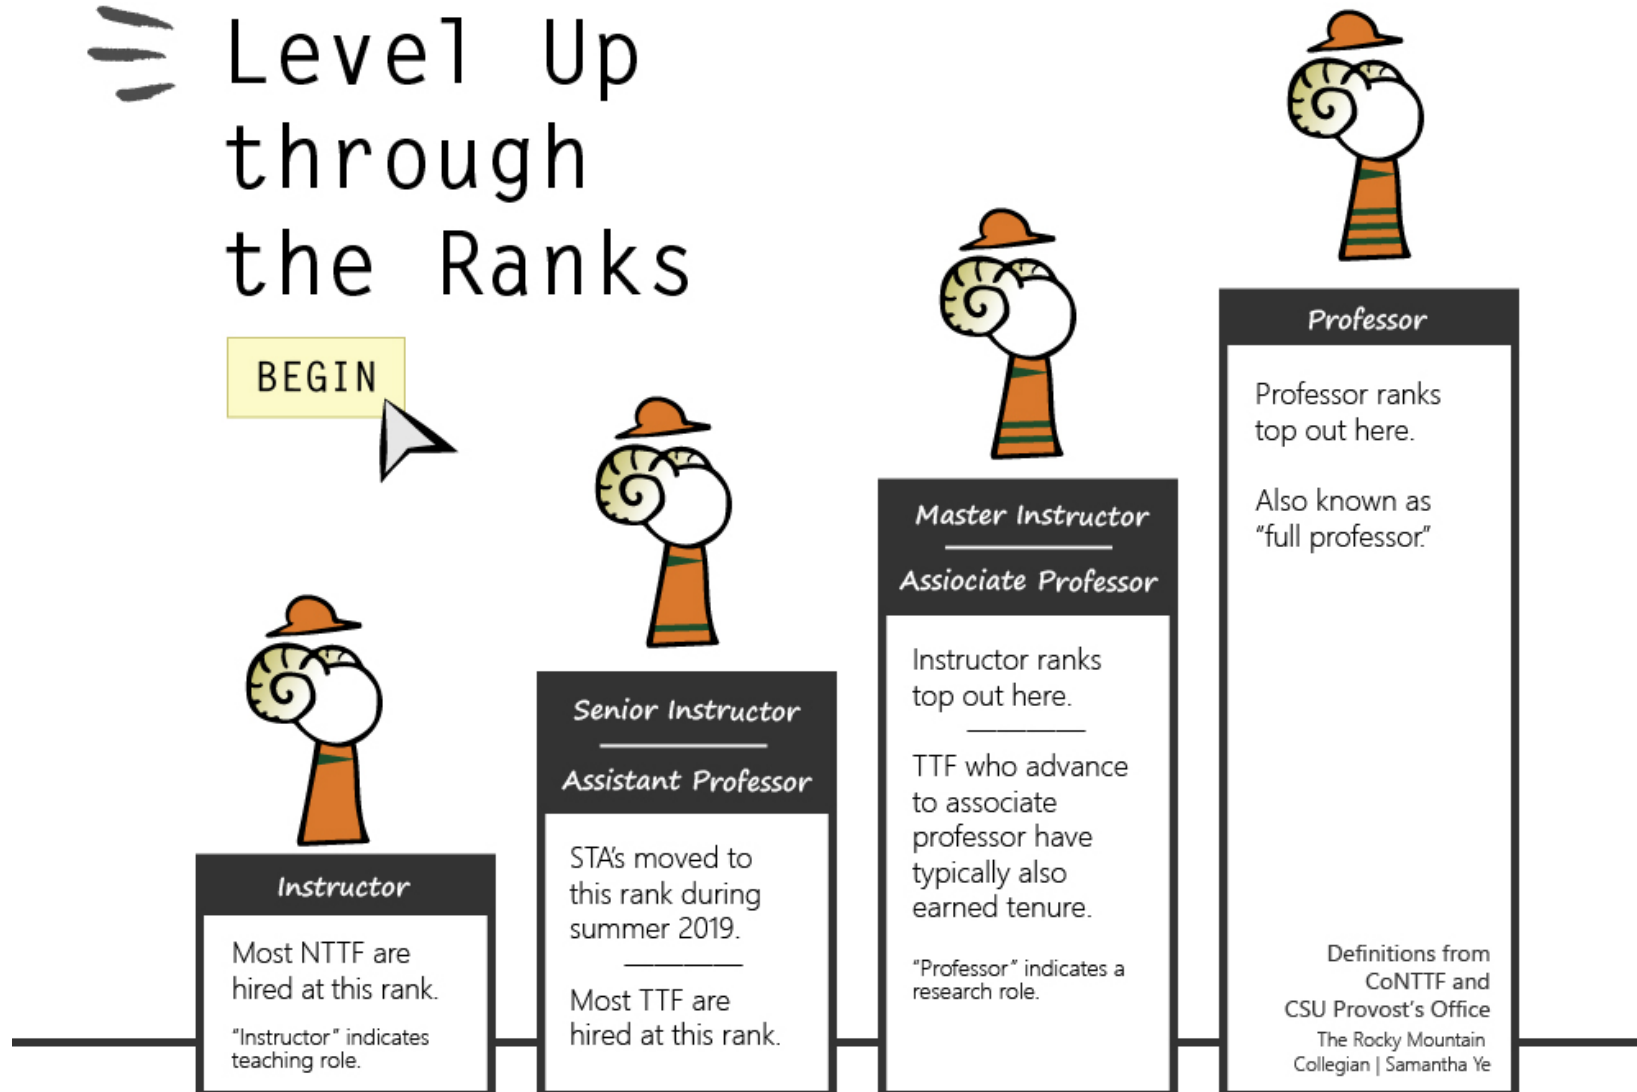 Level Up
through
the Ranks
BEGIN
Instructor
Most NTTF are
hired at this rank.
"Instructor" indicates
teaching role.
Senior Instructor
Assistant Professor
STA's moved to
this rank during
summer 2019.
Most TTF are
hired at this rank.
Master Instructor
Assiociate Professor
Instructor ranks
top out here.
TTF who advance
to associate
professor have
typically also
earned tenure.
"Professor" indicates a
research role.
Professor
Professor ranks
top out here.
Also known as
"full professor."
Definitions from
CoNTTF and
CSU Provost's Office
The Rocky Mountain
Collegian | Samantha Ye